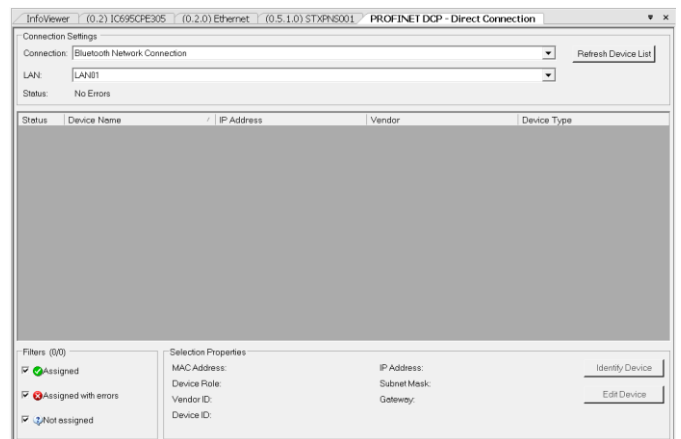 InfoViewer (0.2) IC695CPE305 (0.2.0) Ethernet (0.5.1.0) STXPNS001 PROFINET DCP - Direct Connection
Connection Settings
Connection: Bluetooth Network Connection Refresh Device List
LAN: LAN01
Status: No Errors
Status Device Name IP Address Vendor Device Type
Filters (0/0) Selection Properties
Assigned MAC Address: IP Address: Identify Device
Device Role: Subnet Mask:
Assigned with errors Vendor ID: Gateway: Edit Device
Not assigned Device ID: